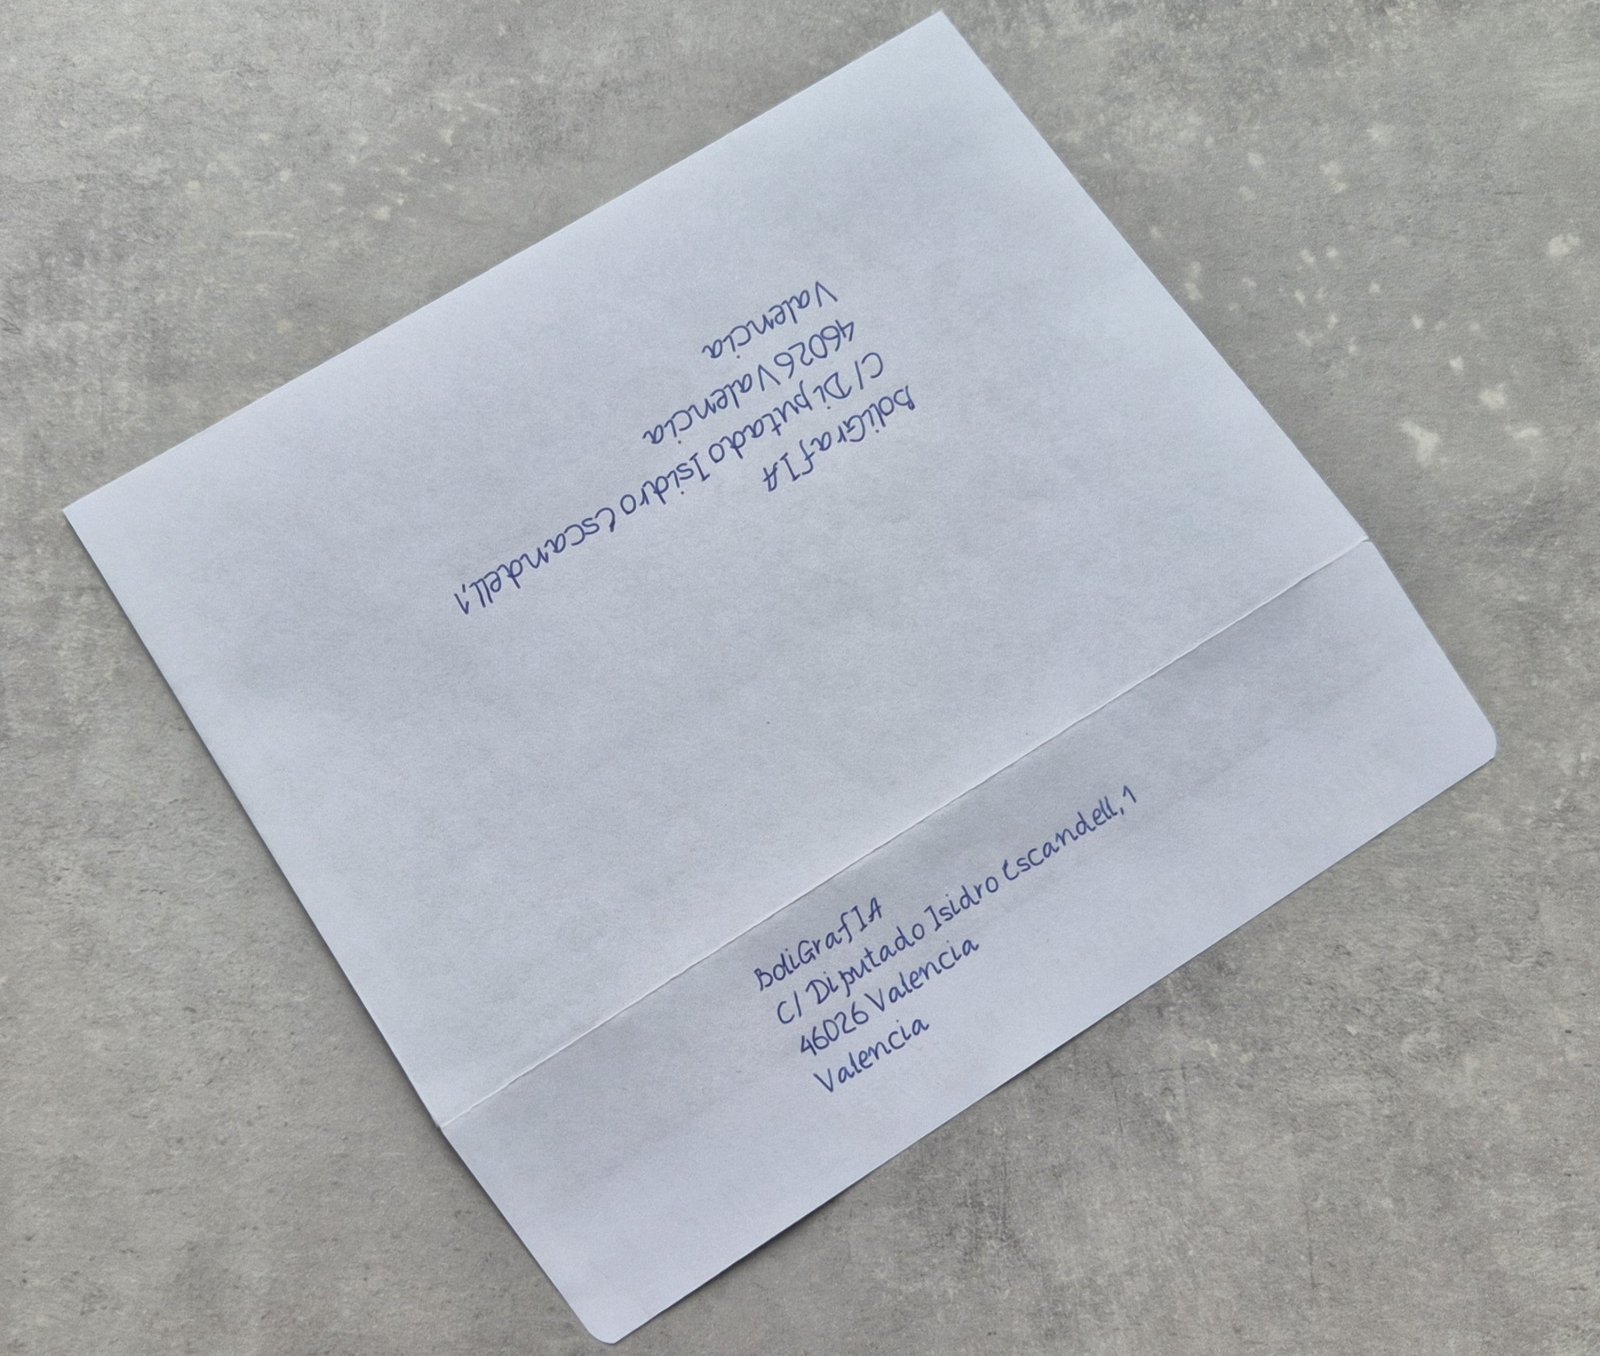 BoliGrafIA
C/ Diputado Isidro Escandell, 1
46026 Valencia
Valencia
BoliGrafIA
C/ Diputado Isidro Escandell, 1
46026 Valencia
Valencia